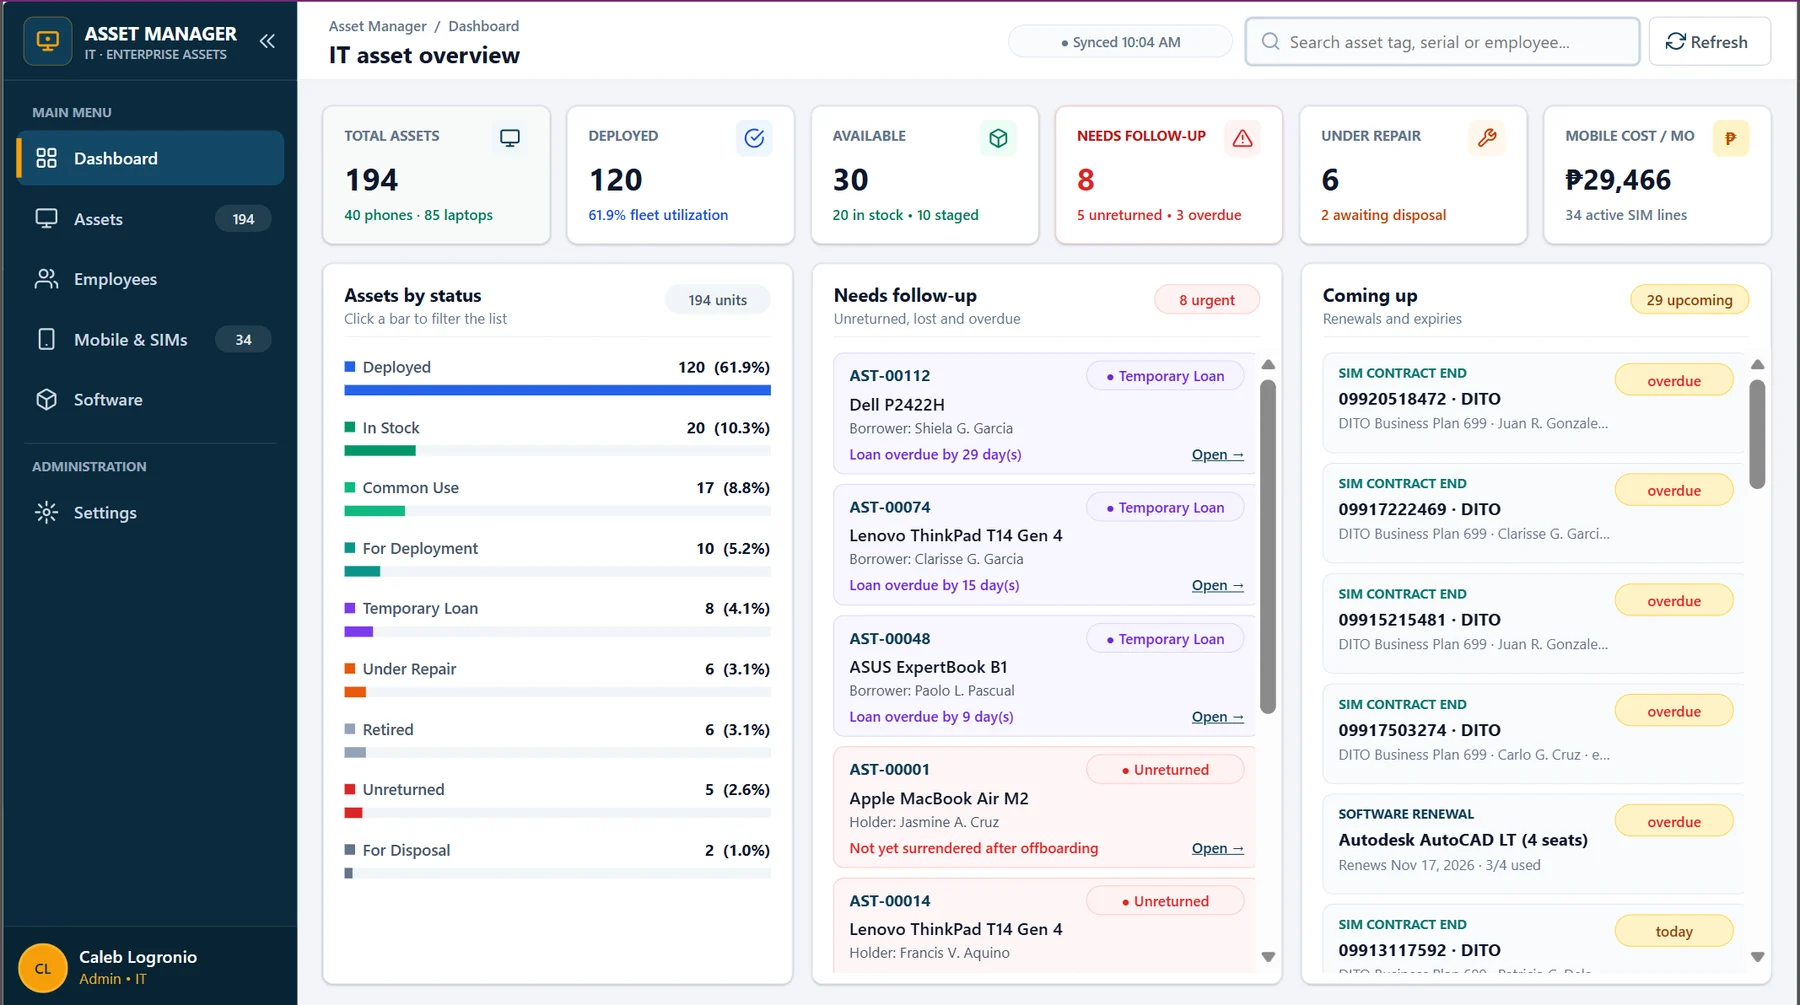 ASSET MANAGER
IT · ENTERPRISE ASSETS
MAIN MENU
Dashboard
Assets 194
Employees
Mobile & SIMs 34
Software
ADMINISTRATION
Settings
CL
Caleb Logronio
Admin • IT
Asset Manager / Dashboard
IT asset overview
● Synced 10:04 AM
Search asset tag, serial or employee...
Refresh
TOTAL ASSETS
194
40 phones · 85 laptops
DEPLOYED
120
61.9% fleet utilization
AVAILABLE
30
20 in stock • 10 staged
NEEDS FOLLOW-UP
8
5 unreturned • 3 overdue
UNDER REPAIR
6
2 awaiting disposal
MOBILE COST / MO
₱
₱29,466
34 active SIM lines
Assets by status
194 units
Click a bar to filter the list
Deployed 120 (61.9%)
In Stock 20 (10.3%)
Common Use 17 (8.8%)
For Deployment 10 (5.2%)
Temporary Loan 8 (4.1%)
Under Repair 6 (3.1%)
Retired 6 (3.1%)
Unreturned 5 (2.6%)
For Disposal 2 (1.0%)
Needs follow-up
8 urgent
Unreturned, lost and overdue
AST-00112 ● Temporary Loan
Dell P2422H
Borrower: Shiela G. Garcia
Loan overdue by 29 day(s) Open →
AST-00074 ● Temporary Loan
Lenovo ThinkPad T14 Gen 4
Borrower: Clarisse G. Garcia
Loan overdue by 15 day(s) Open →
AST-00048 ● Temporary Loan
ASUS ExpertBook B1
Borrower: Paolo L. Pascual
Loan overdue by 9 day(s) Open →
AST-00001 ● Unreturned
Apple MacBook Air M2
Holder: Jasmine A. Cruz
Not yet surrendered after offboarding Open →
AST-00014 ● Unreturned
Lenovo ThinkPad T14 Gen 4
Holder: Francis V. Aquino
Coming up
29 upcoming
Renewals and expiries
SIM CONTRACT END overdue
09920518472 · DITO
DITO Business Plan 699 · Juan R. Gonzale...
SIM CONTRACT END overdue
09917222469 · DITO
DITO Business Plan 699 · Clarisse G. Garci...
SIM CONTRACT END overdue
09915215481 · DITO
DITO Business Plan 699 · Juan R. Gonzale...
SIM CONTRACT END overdue
09917503274 · DITO
DITO Business Plan 699 · Carlo G. Cruz · e...
SOFTWARE RENEWAL overdue
Autodesk AutoCAD LT (4 seats)
Renews Nov 17, 2026 · 3/4 used
SIM CONTRACT END today
09913117592 · DITO
DITO Business Plan 699